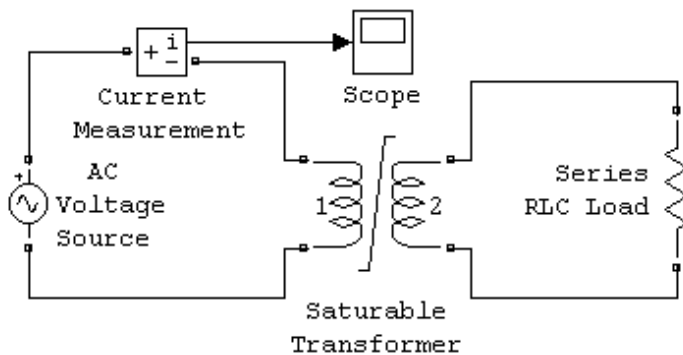 + i
−
Current
Measurement
Scope
+
AC
Voltage
Source
1
2
Series
RLC Load
Saturable
Transformer